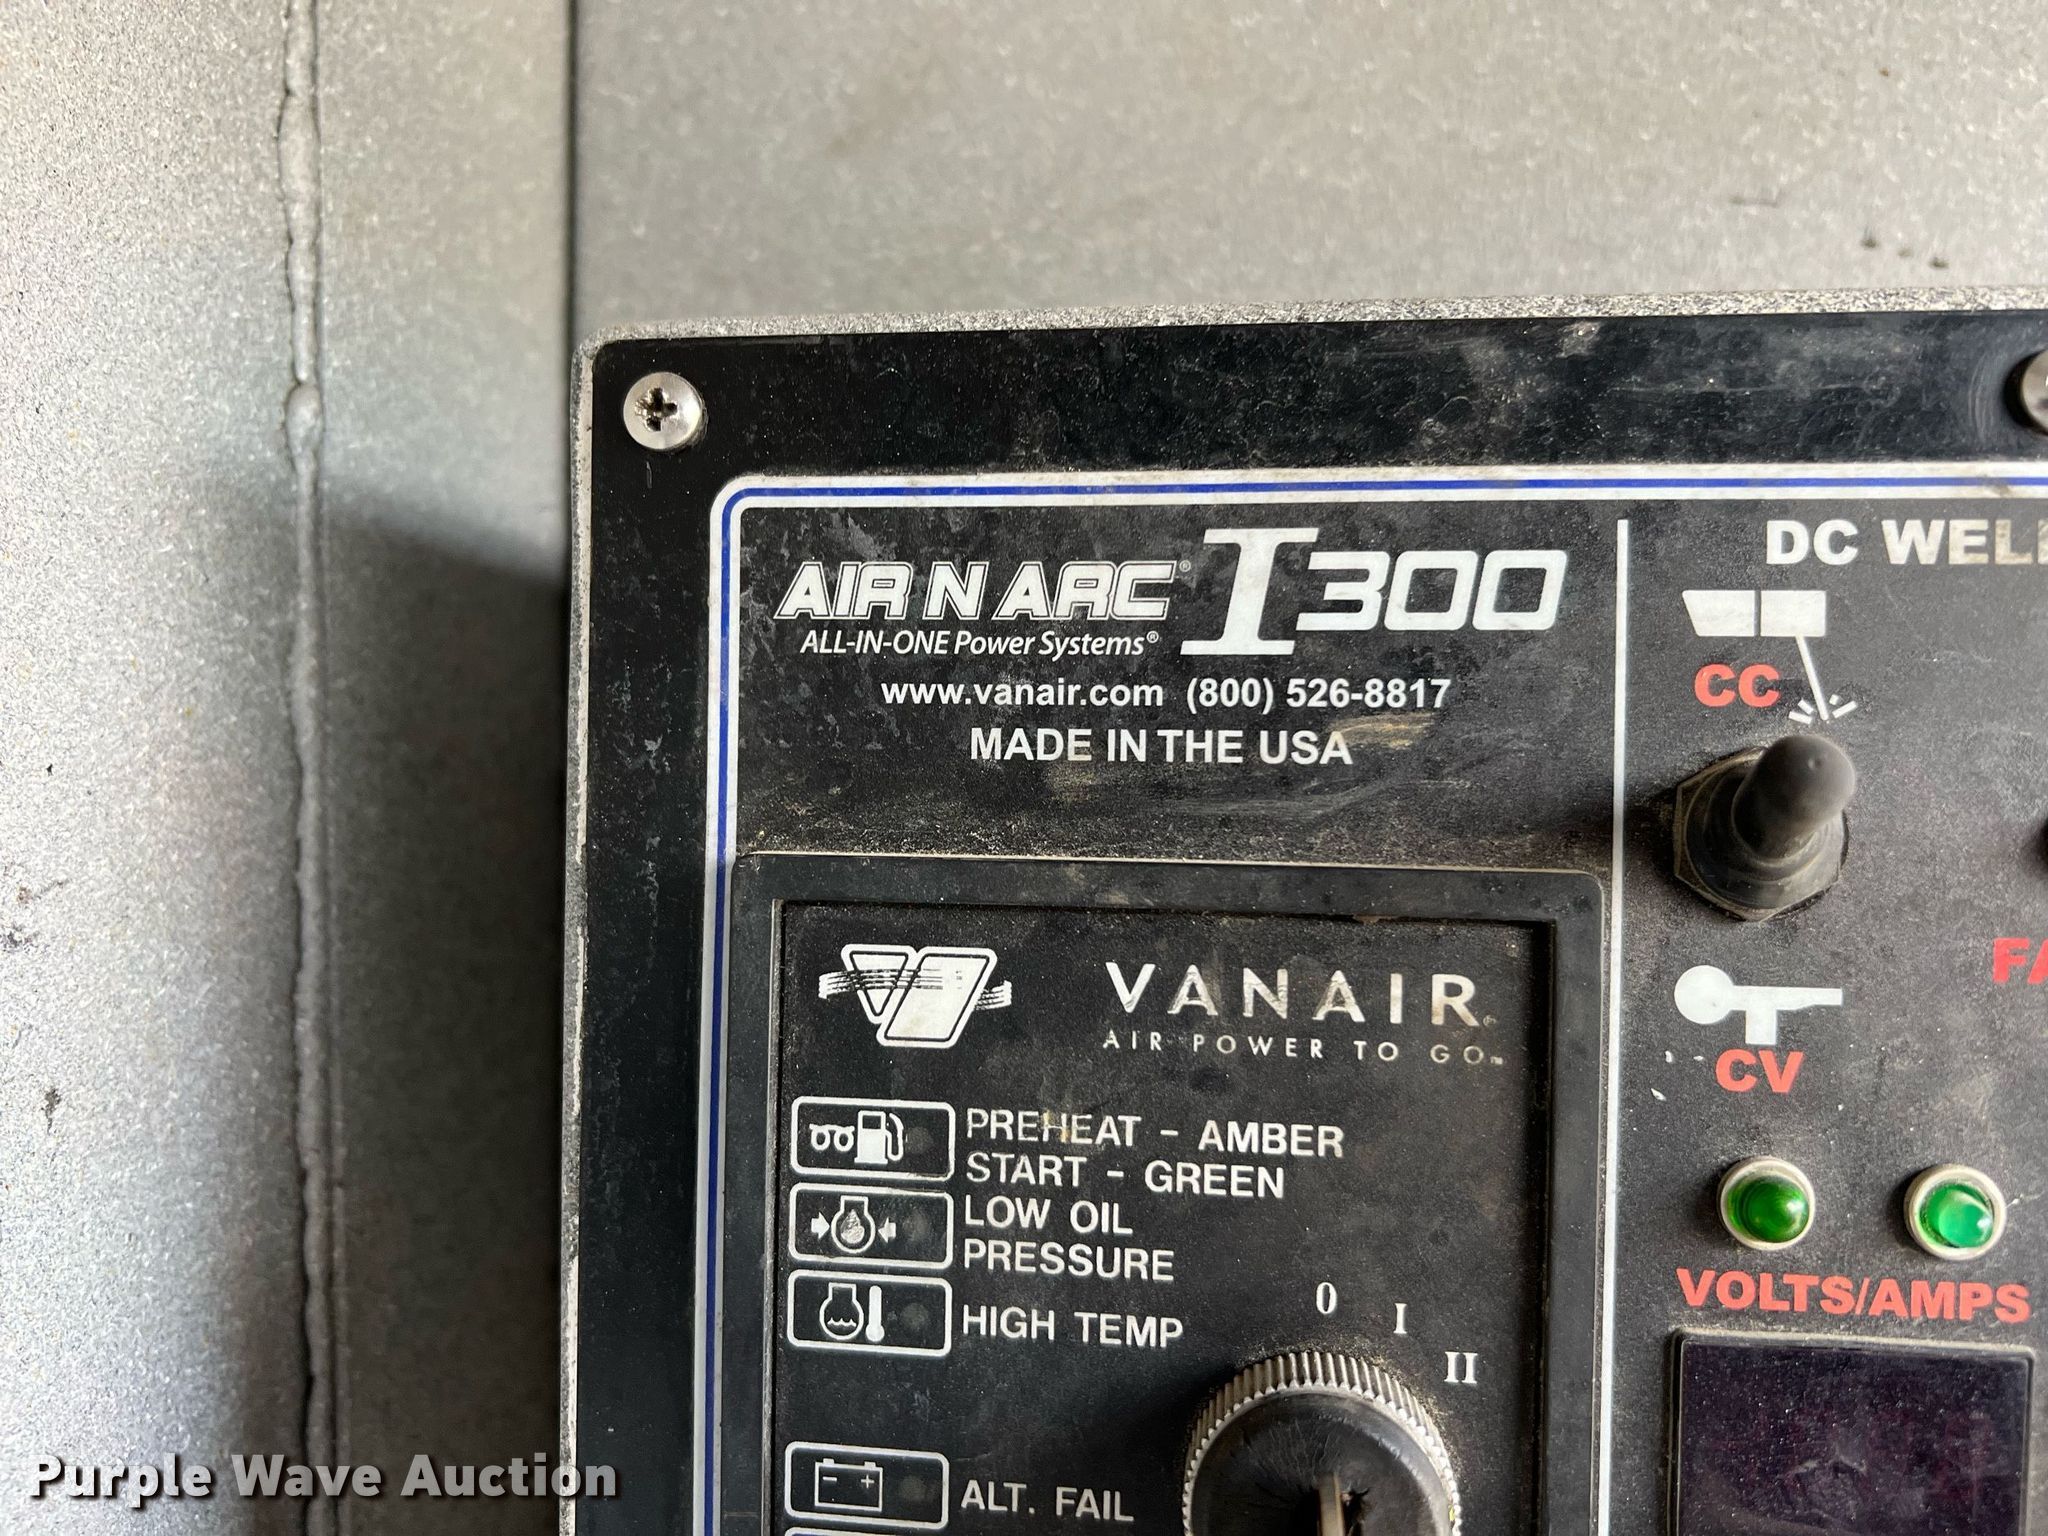 AIR N ARC® I300
ALL-IN-ONE Power Systems®
www.vanair.com (800) 526-8817
MADE IN THE USA
VANAIR®
AIR POWER TO GO™
PREHEAT - AMBER
START - GREEN
LOW OIL
PRESSURE
HIGH TEMP
ALT. FAIL
0
I
II
DC
CC
CV
VOLTS/AMPS
Purple Wave Auction